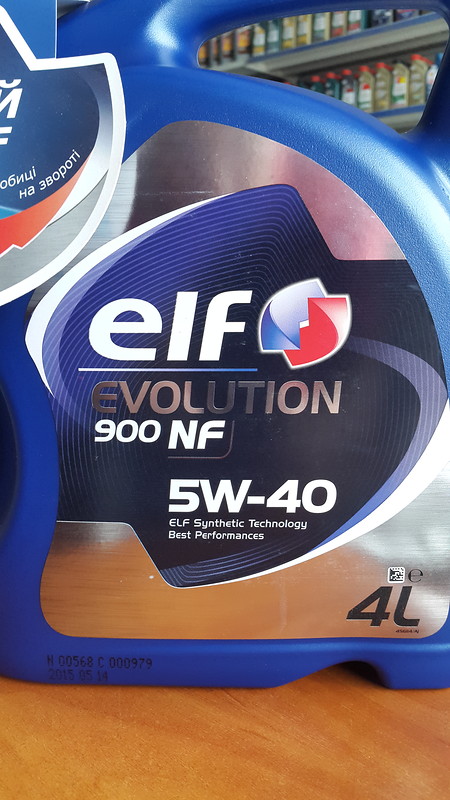 Й
F
обиці
на звороті
elf
EVOLUTION
900 NF
5W-40
ELF Synthetic Technology
Best Performances
e
4L
N 00568 C 000979
2015 05 14